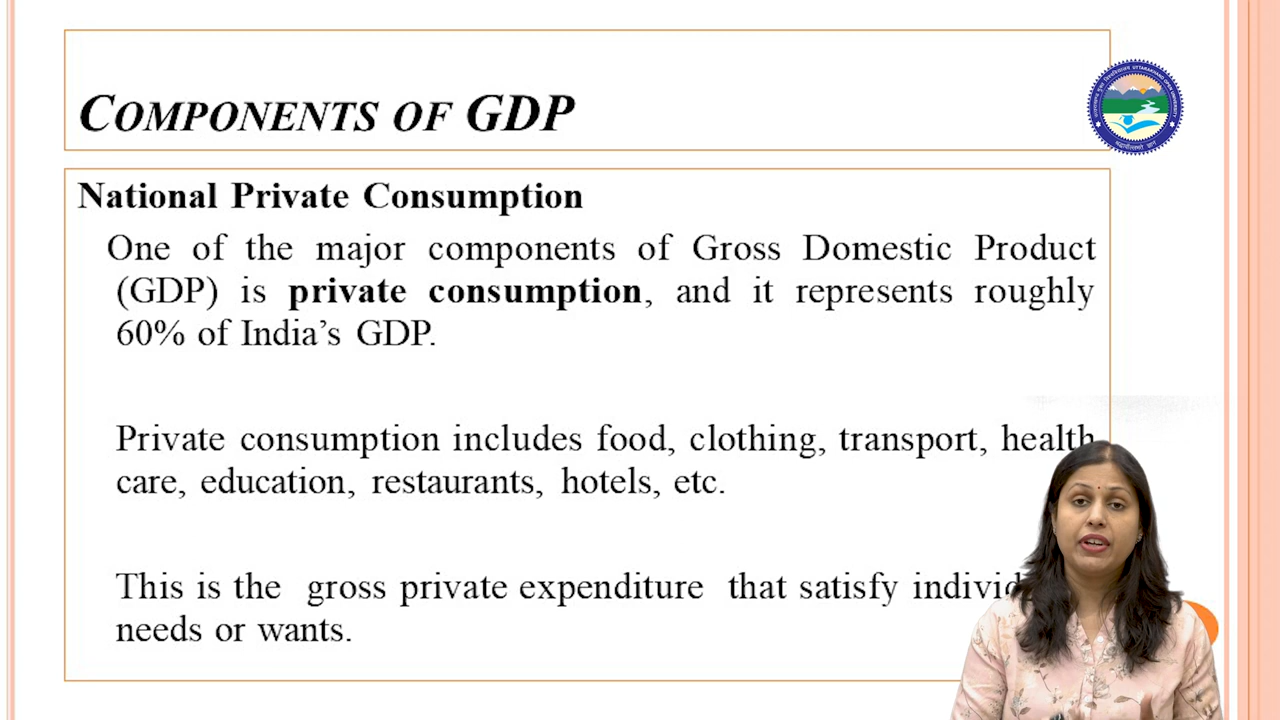 COMPONENTS OF GDP
National Private Consumption
One of the major components of Gross Domestic Product
(GDP) is private consumption, and it represents roughly
60% of India’s GDP.
Private consumption includes food, clothing, transport, health
care, education, restaurants, hotels, etc.
This is the gross private expenditure that satisfy
needs or wants.